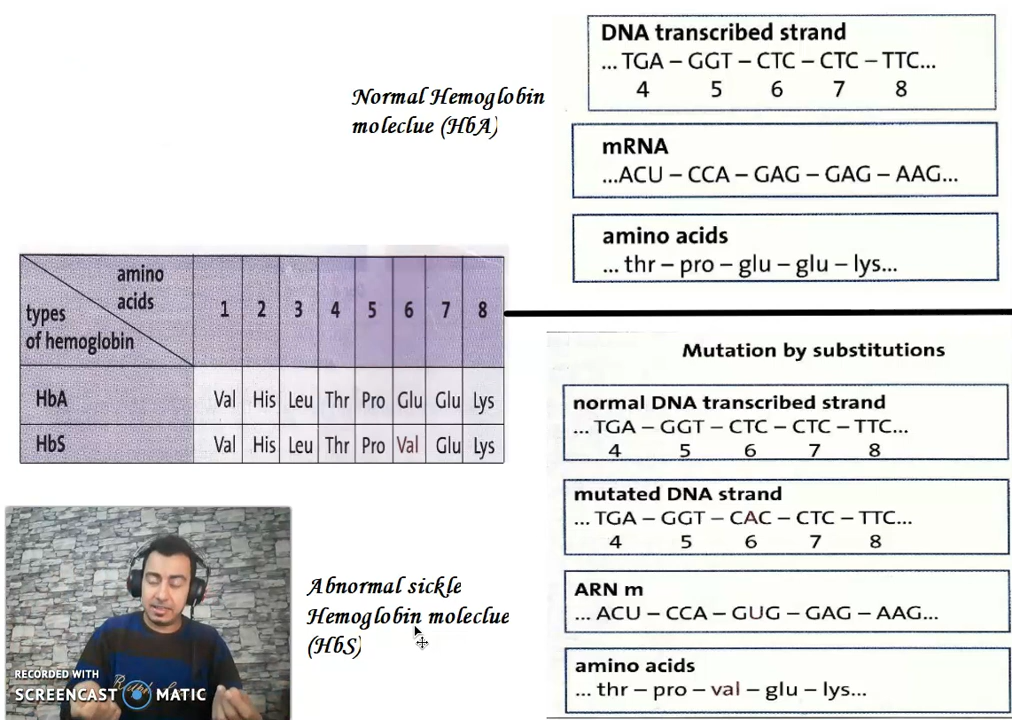 DNA transcribed strand
... TGA – GGT – CTC – CTC – TTC...
4 5 6 7 8
Normal Hemoglobin
moleclue (HbA)
mRNA
...ACU – CCA – GAG – GAG – AAG...
amino acids
... thr – pro – glu – glu – lys...
amino
acids
types
of hemoglobin
1 2 3 4 5 6 7 8
HbA Val His Leu Thr Pro Glu Glu Lys
HbS Val His Leu Thr Pro Val Glu Lys
Mutation by substitutions
normal DNA transcribed strand
... TGA – GGT – CTC – CTC – TTC...
4 5 6 7 8
mutated DNA strand
... TGA – GGT – CAC – CTC – TTC...
4 5 6 7 8
ARN m
... ACU – CCA – GUG – GAG – AAG...
amino acids
... thr – pro – val – glu – lys...
Abnormal sickle
Hemoglobin moleclue
(HbS)
RECORDED WITH
SCREENCAST MATIC